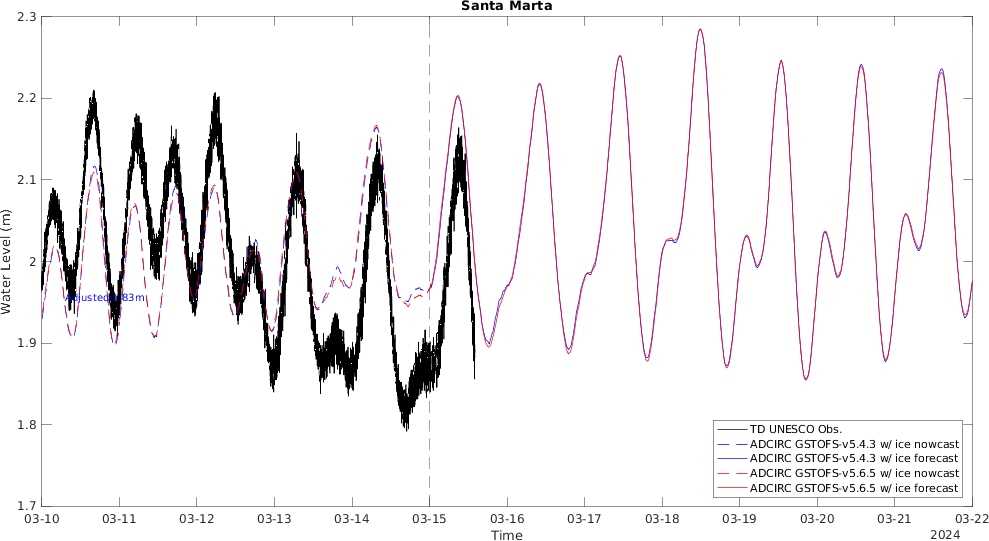 Santa Marta
2.3
2.2
2.1
2
1.9
1.8
1.7
Water Level (m)
03-10
03-11
03-12
03-13
03-14
03-15
03-16
03-17
03-18
03-19
03-20
03-21
03-22
Time
2024
TD UNESCO Obs.
ADCIRC GSTOFS-v5.4.3 w/ ice nowcast
ADCIRC GSTOFS-v5.4.3 w/ ice forecast
ADCIRC GSTOFS-v5.6.5 w/ ice nowcast
ADCIRC GSTOFS-v5.6.5 w/ ice forecast